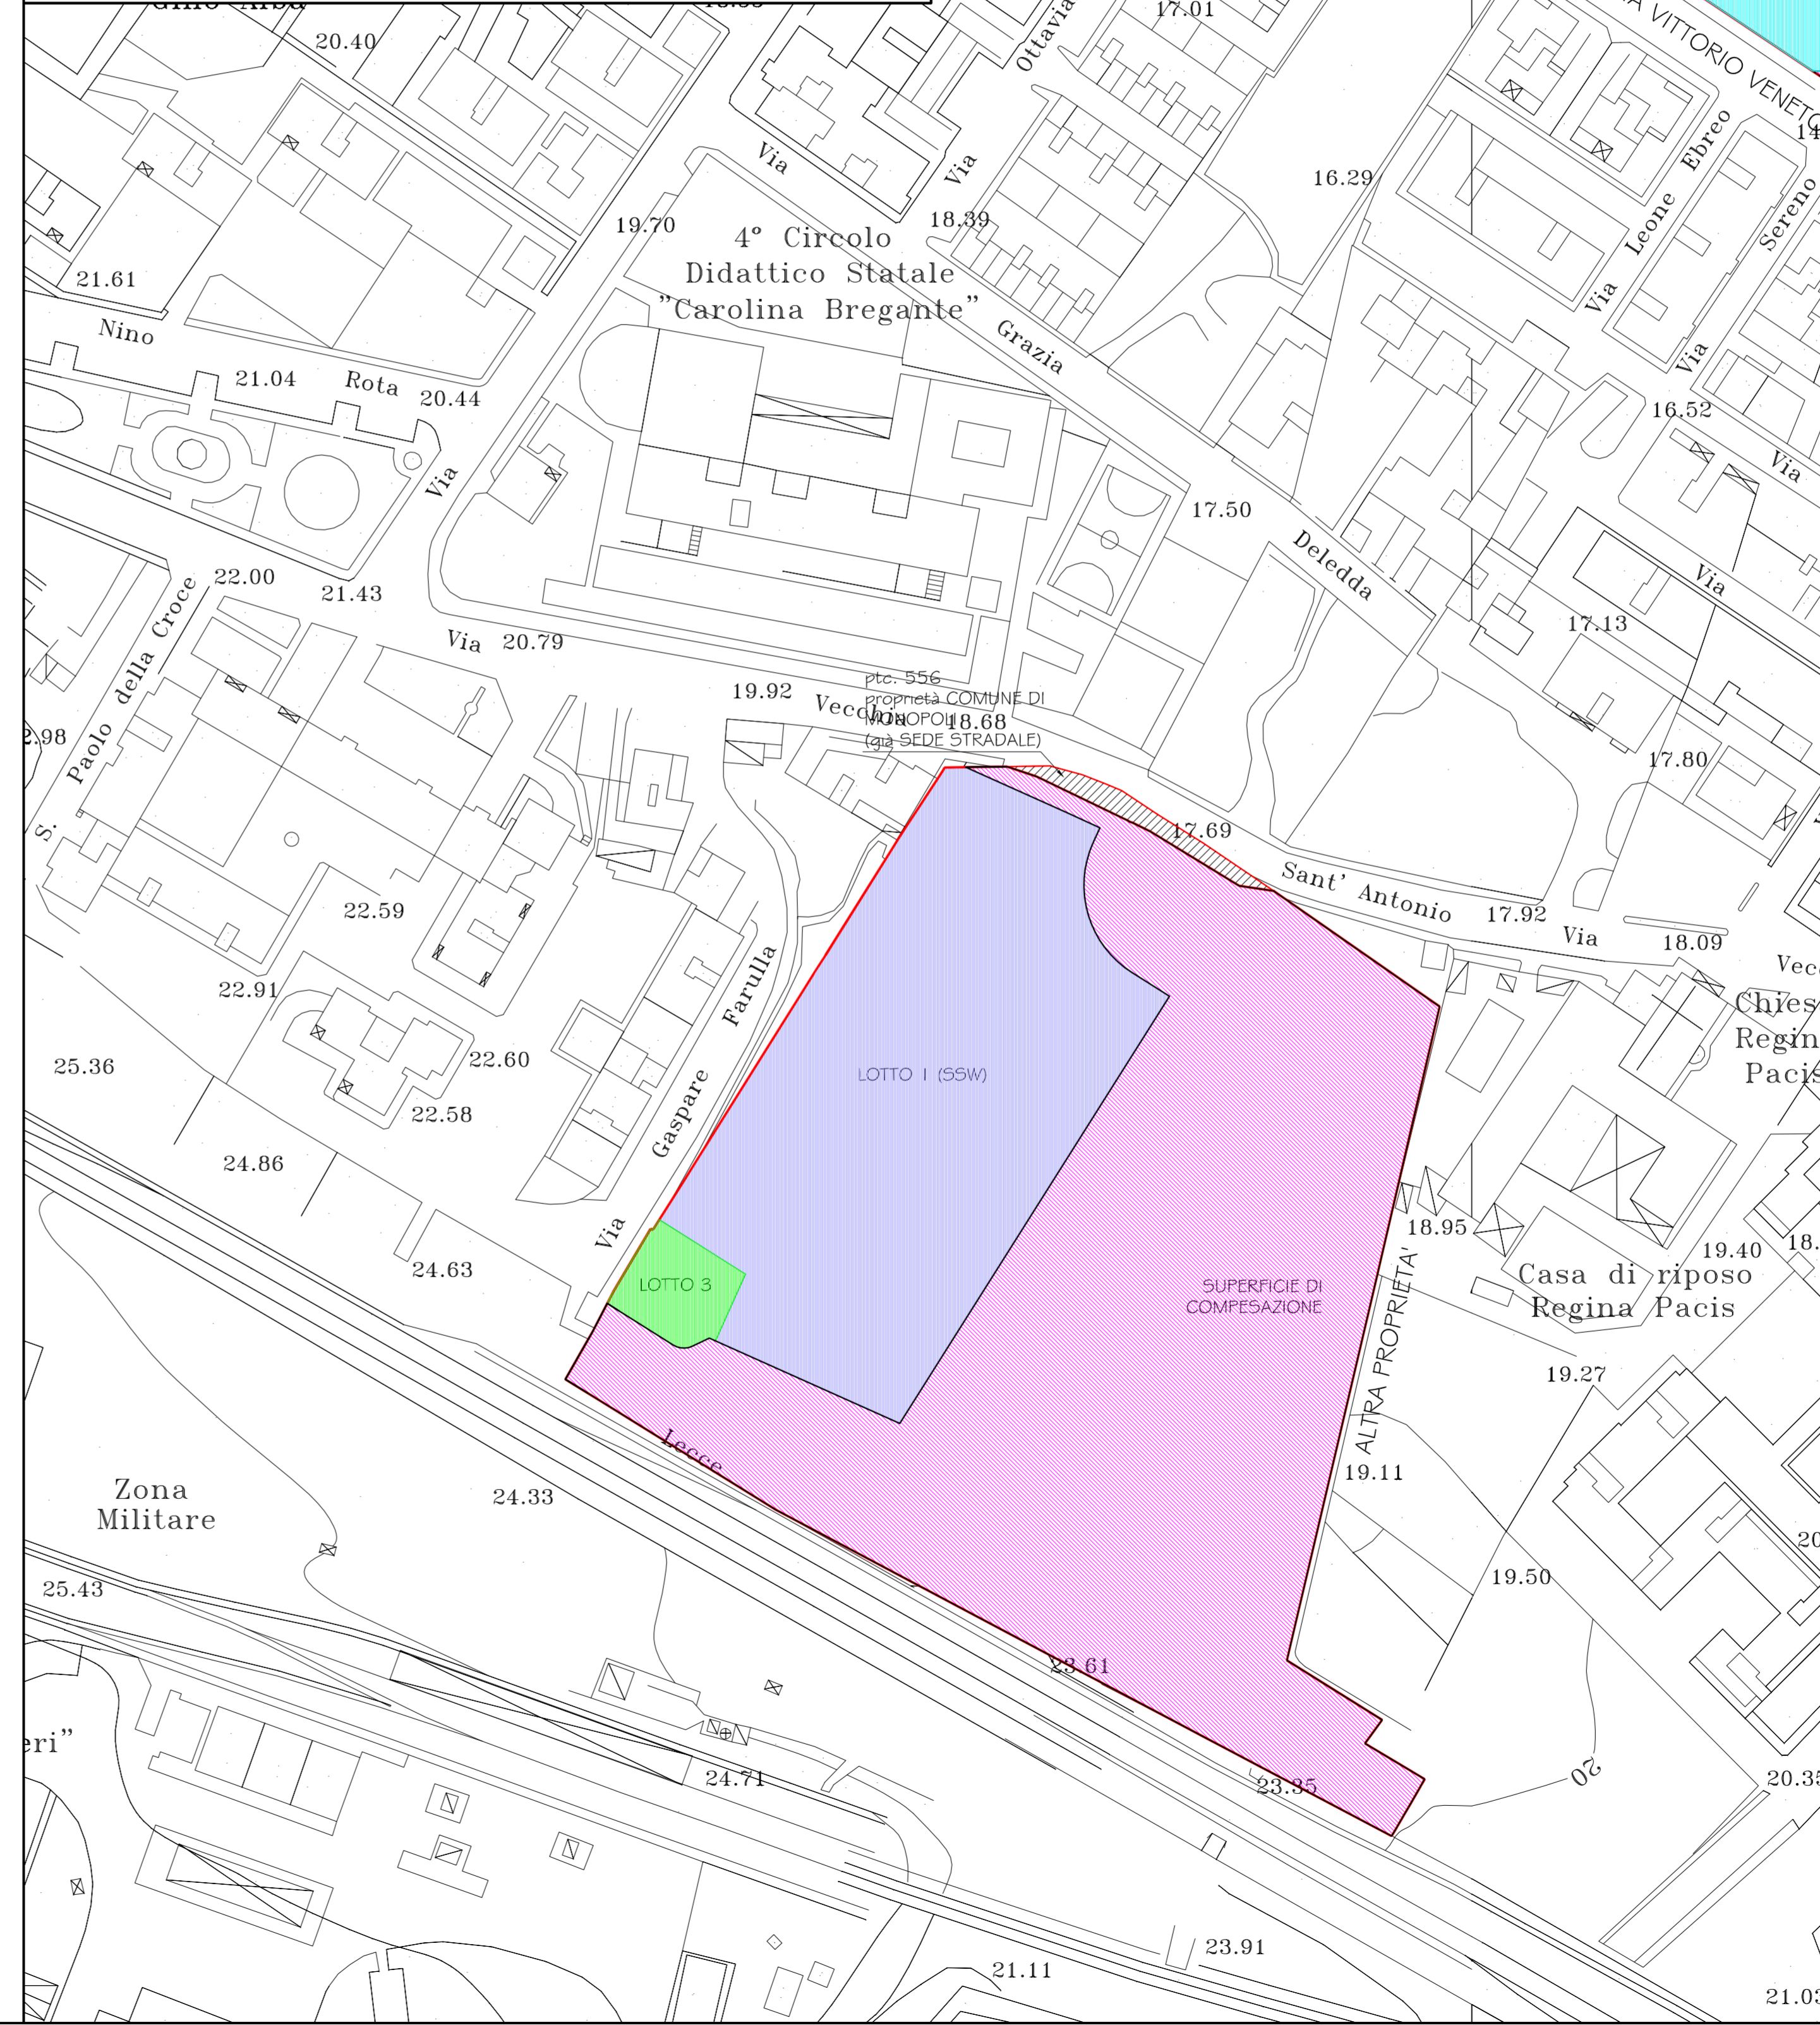 17.01
20.40
Ottavia
VITTORIO VENETO
Via
Via
16.29
Leone Ebreo
Via
Sereno
Via
19.70
18.39
4° Circolo
Didattico Statale
"Carolina Bregante"
21.61
Nino
Rota
21.04
20.44
Grazia
16.52
Via
Via
17.50
Deledda
Via
22.00
21.43
S. Paolo della Croce
Via 20.79
17.13
19.92
Vecchia
18.68
ptc. 556
proprietà COMUNE DI
MONOPOLI
(già SEDE STRADALE)
17.80
17.69
Sant' Antonio
17.92
Via
18.09
22.59
22.91
22.60
22.58
25.36
24.86
24.63
Via Gaspare Farulla
LOTTO 1 (SSW)
LOTTO 3
SUPERFICIE DI
COMPESAZIONE
ALTRA PROPRIETA'
18.95
19.40
Casa di riposo
Regina Pacis
19.27
19.11
19.50
Lecce
24.33
Zona
Militare
25.43
23.61
23.35
20
20.35
24.71
23.91
21.11
21.03